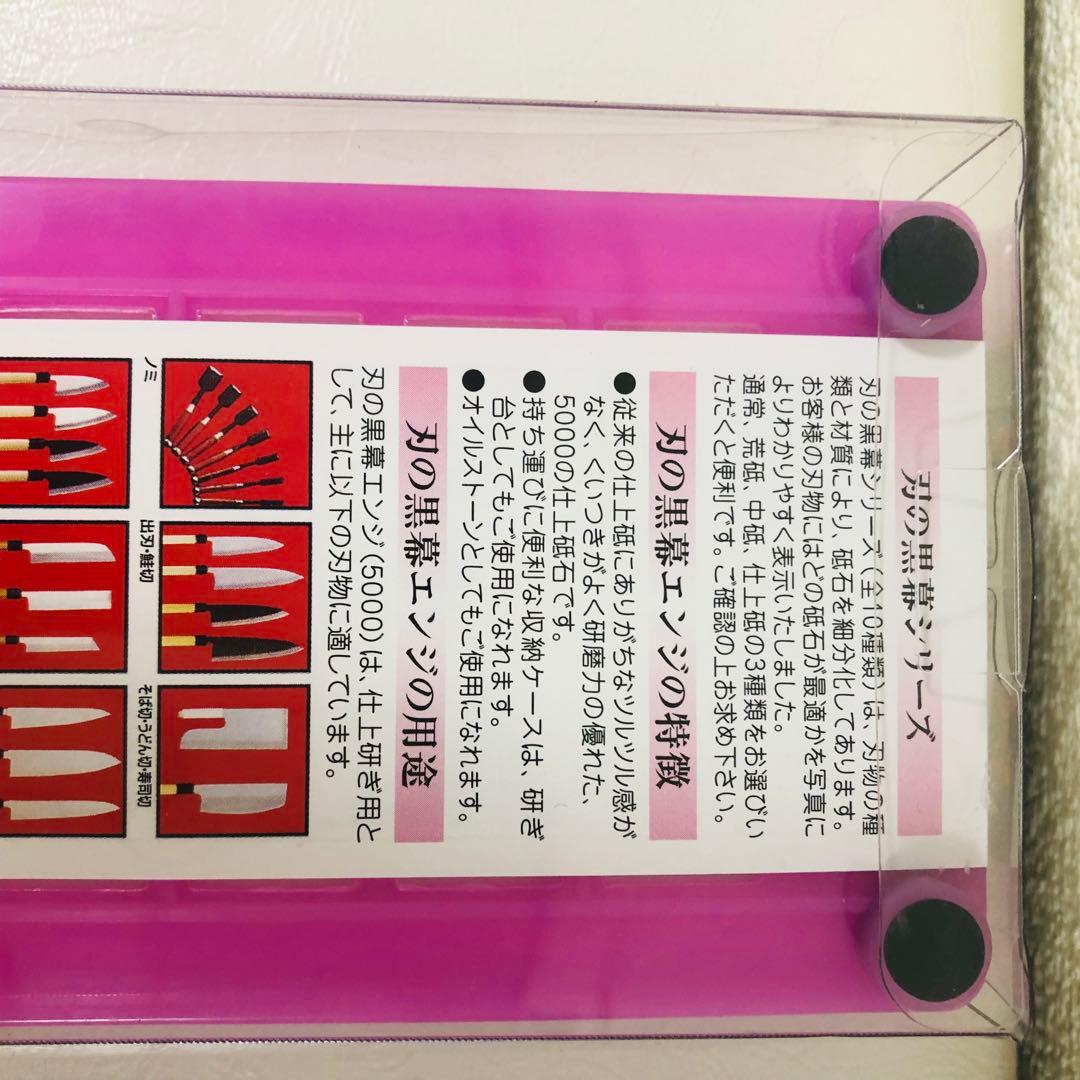 刃の黒幕シリーズ
刃の黒幕シリーズ(全10種類)は、刃物の種
類と材質により、砥石を細分化してあります。
お客様の刃物にはどの砥石が最適かを写真に
よりわかりやすく表示いたしました。
通常、荒砥、中砥、仕上砥の3種類をお選びい
ただくと便利です。ご確認の上お求め下さい。
刃の黒幕エンジの特徴
●従来の仕上砥にありがちなツルツル感が
なく、くいつきがよく研磨力の優れた、
5000の仕上砥石です。
●持ち運びに便利な収納ケースは、研ぎ
台としてもご使用になれます。
●オイルストーンとしてもご使用になれます。
刃の黒幕エンジの用途
刃の黒幕エンジ(5000)は、仕上研ぎ用と
して、主に以下の刃物に適しています。
ノミ
出刃・鮭切
そば切・うどん切・寿司切